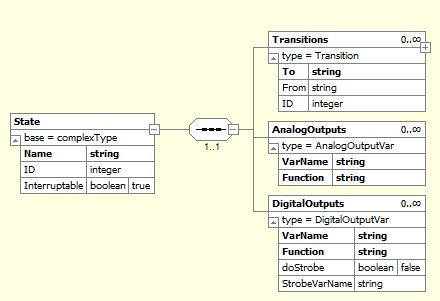 Transitions 0..∞
type = Transition
To string
From string
ID integer
State
base = complexType
Name string
ID integer
Interruptable boolean true
1..1
AnalogOutputs 0..∞
type = AnalogOutputVar
VarName string
Function string
DigitalOutputs 0..∞
type = DigitalOutputVar
VarName string
Function string
doStrobe boolean false
StrobeVarName string